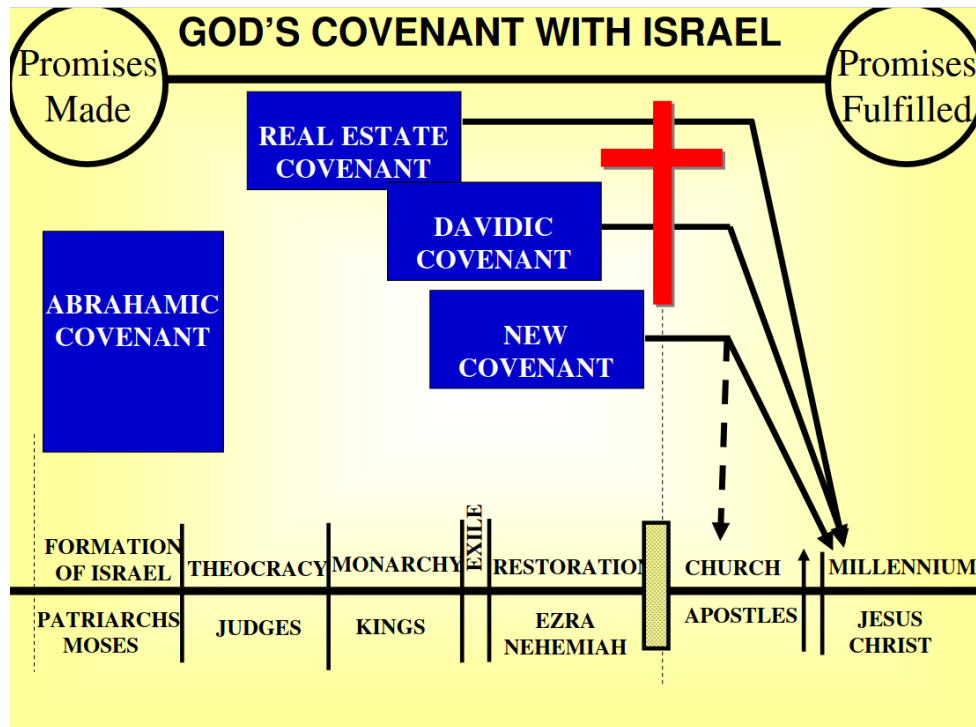 GOD'S COVENANT WITH ISRAEL
Promises
Made
Promises
Fulfilled
REAL ESTATE
COVENANT
DAVIDIC
COVENANT
ABRAHAMIC
COVENANT
NEW
COVENANT
FORMATION
OF ISRAEL
THEOCRACY
MONARCHY
EXILE
RESTORATION
CHURCH
MILLENNIUM
PATRIARCHS
MOSES
JUDGES
KINGS
EZRA
NEHEMIAH
APOSTLES
JESUS
CHRIST